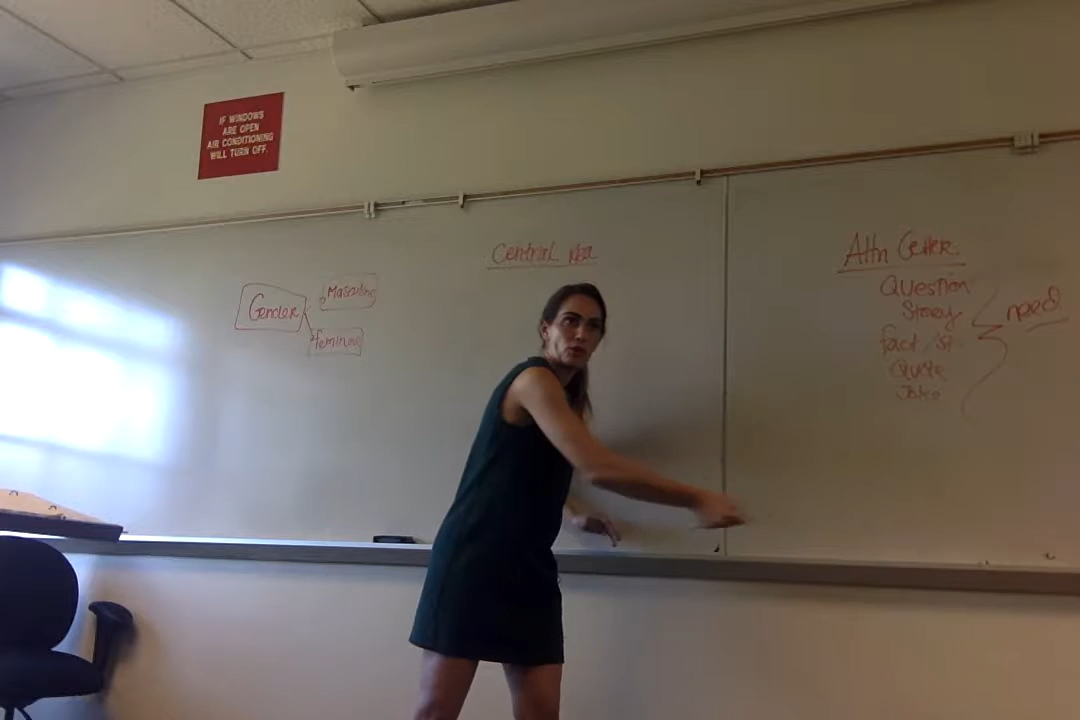 IF WINDOWS
ARE OPEN
AIR CONDITIONING
WILL TURN OFF.
Gender
Masculine
feminine
Central Idea
Attn Getter.
Question
Story
need
fact /st.
Quote
Joke